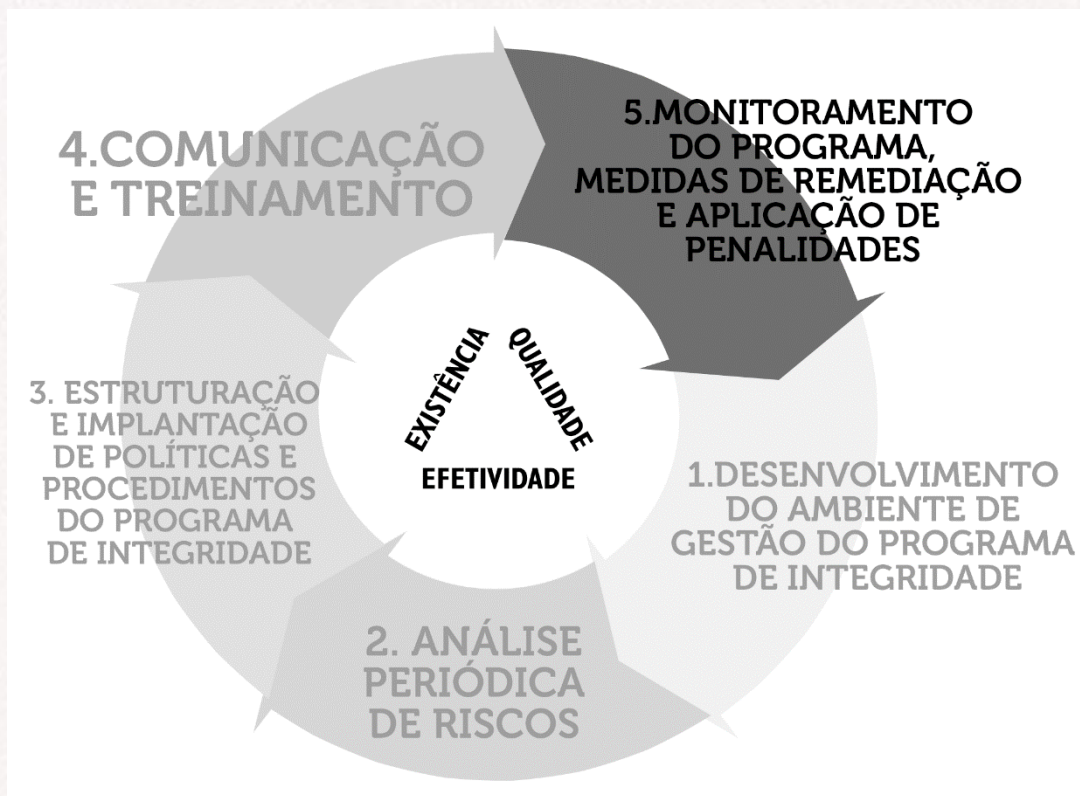 4.COMUNICAÇÃO
E TREINAMENTO
5.MONITORAMENTO
DO PROGRAMA,
MEDIDAS DE REMEDIAÇÃO
E APLICAÇÃO DE
PENALIDADES
EXISTÊNCIA
QUALIDADE
EFETIVIDADE
3. ESTRUTURAÇÃO
E IMPLANTAÇÃO
DE POLÍTICAS E
PROCEDIMENTOS
DO PROGRAMA
DE INTEGRIDADE
1.DESENVOLVIMENTO
DO AMBIENTE DE
GESTÃO DO PROGRAMA
DE INTEGRIDADE
2. ANÁLISE
PERIÓDICA
DE RISCOS